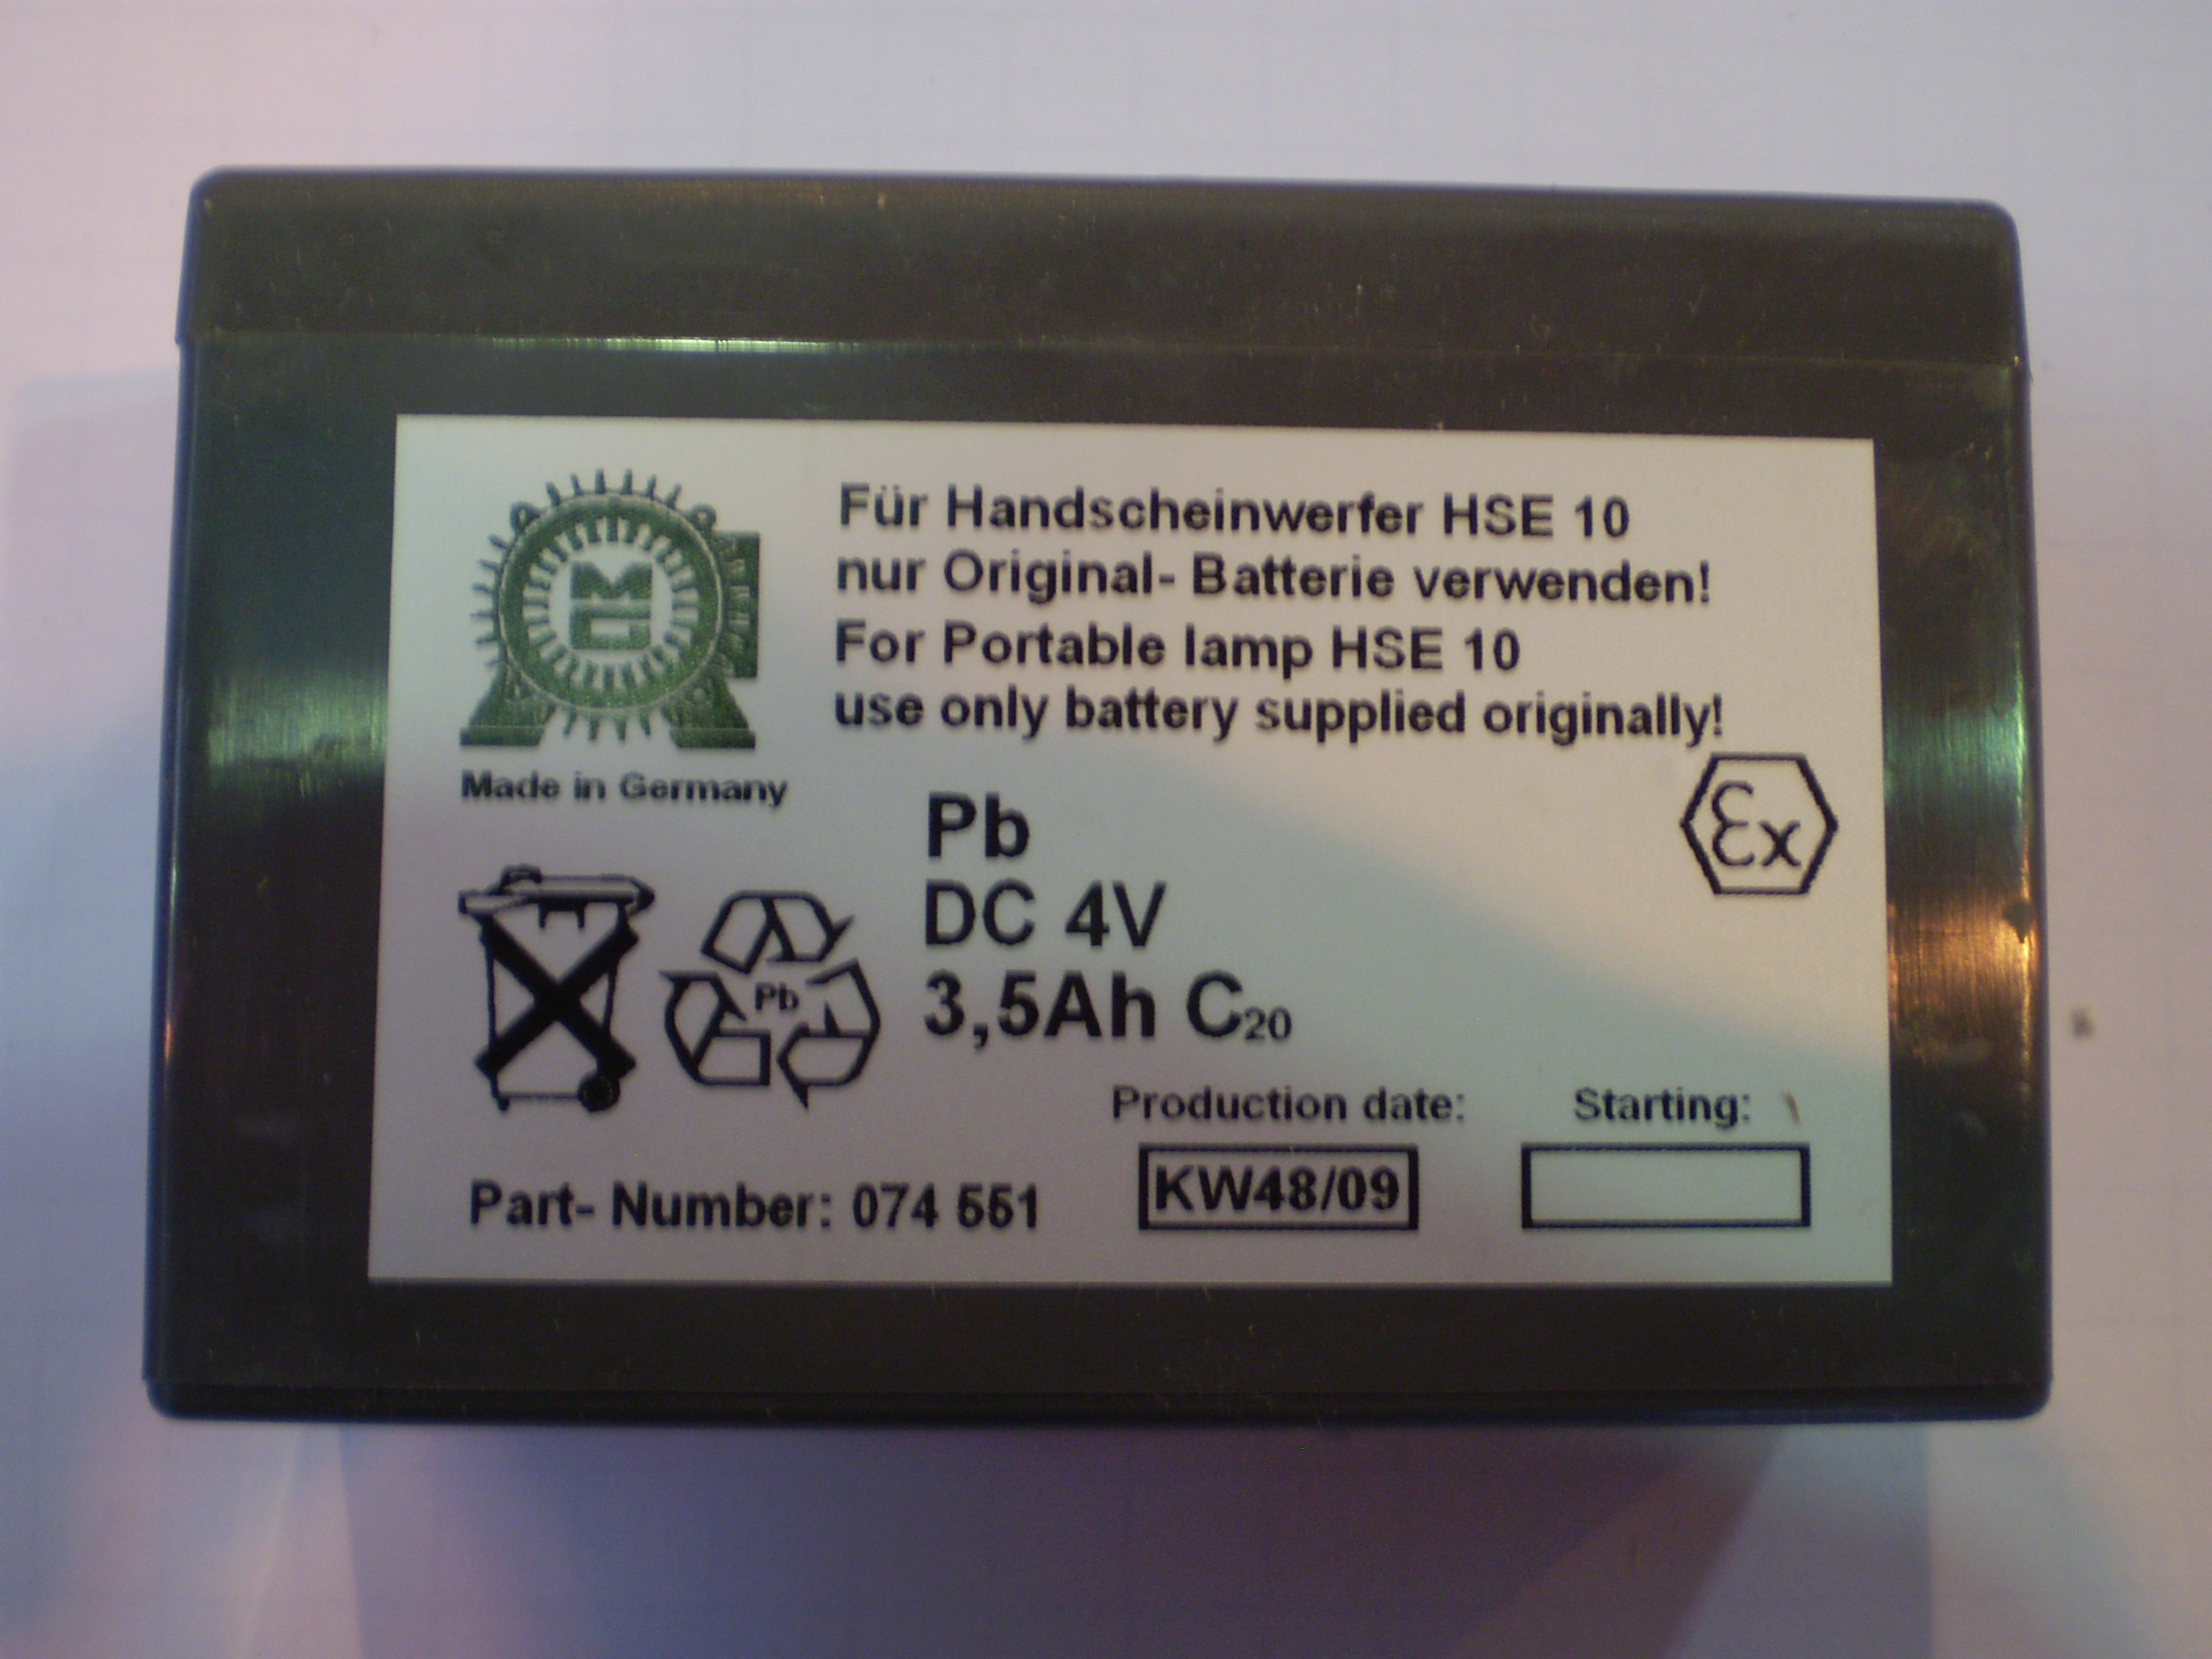 Für Handscheinwerfer HSE 10
nur Original- Batterie verwenden!
For Portable lamp HSE 10
use only battery supplied originally!
Made in Germany
Pb
DC 4V
3,5Ah C₂₀
Ex
Pb
Production date:
Starting:
KW48/09
Part- Number: 074 551